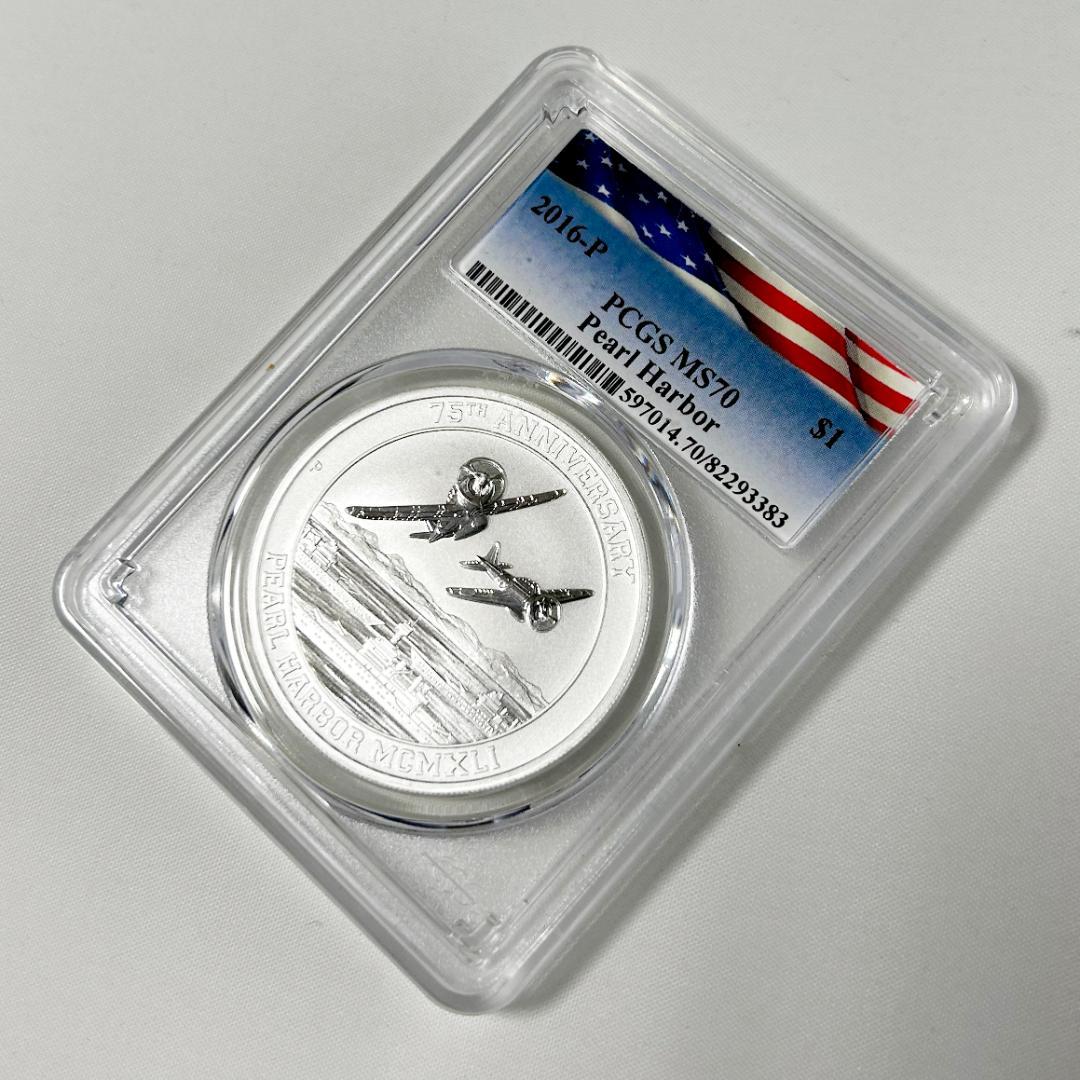 2016-P
PCGS MS70
Pearl Harbor
$1
597014.70/82293383
75TH ANNIVERSARY
P
PEARL HARBOR MCMXLI